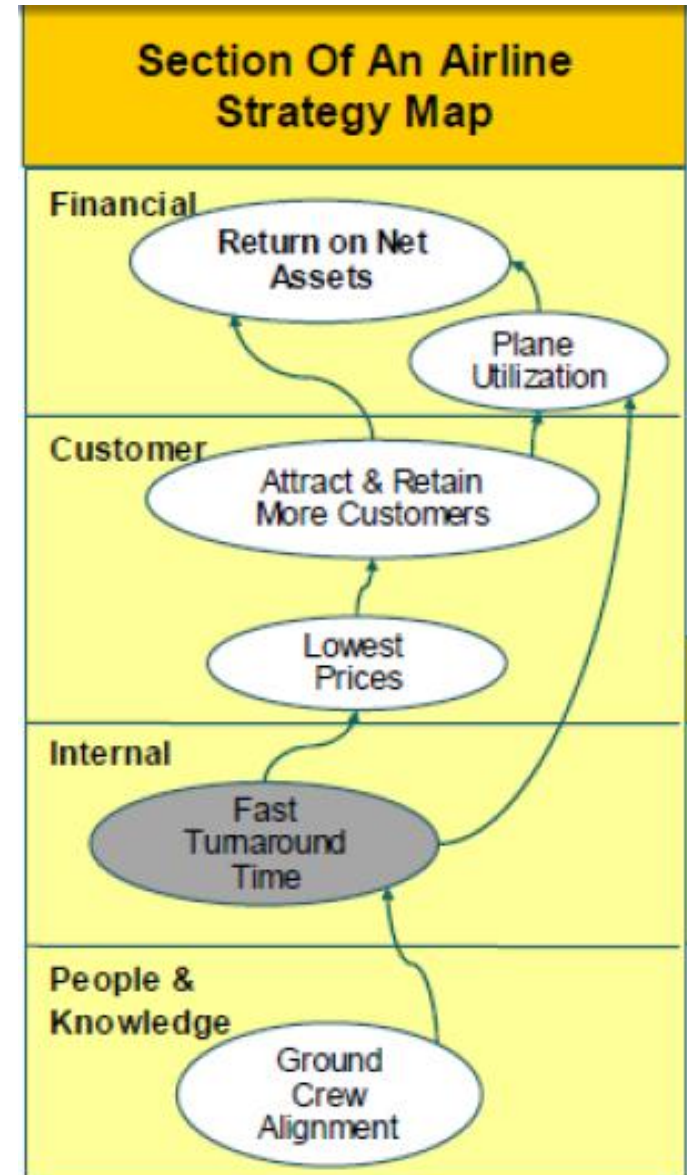 Section Of An Airline
Strategy Map
Financial
Return on Net
Assets
Plane
Utilization
Customer
Attract & Retain
More Customers
Lowest
Prices
Internal
Fast
Turnaround
Time
People &
Knowledge
Ground
Crew
Alignment